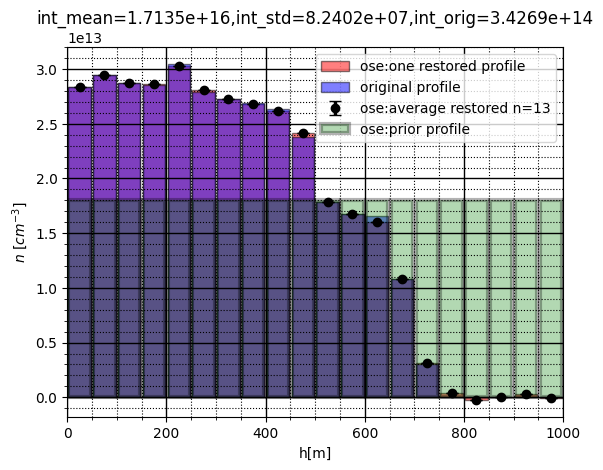 int_mean=1.7135e+16,int_std=8.2402e+07,int_orig=3.4269e+14
1e13
ose:one restored profile
original profile
ose:average restored n=13
ose:prior profile
3.0
2.5
2.0
1.5
1.0
0.5
0.0
n [cm⁻³]
0 200 400 600 800 1000
h[m]